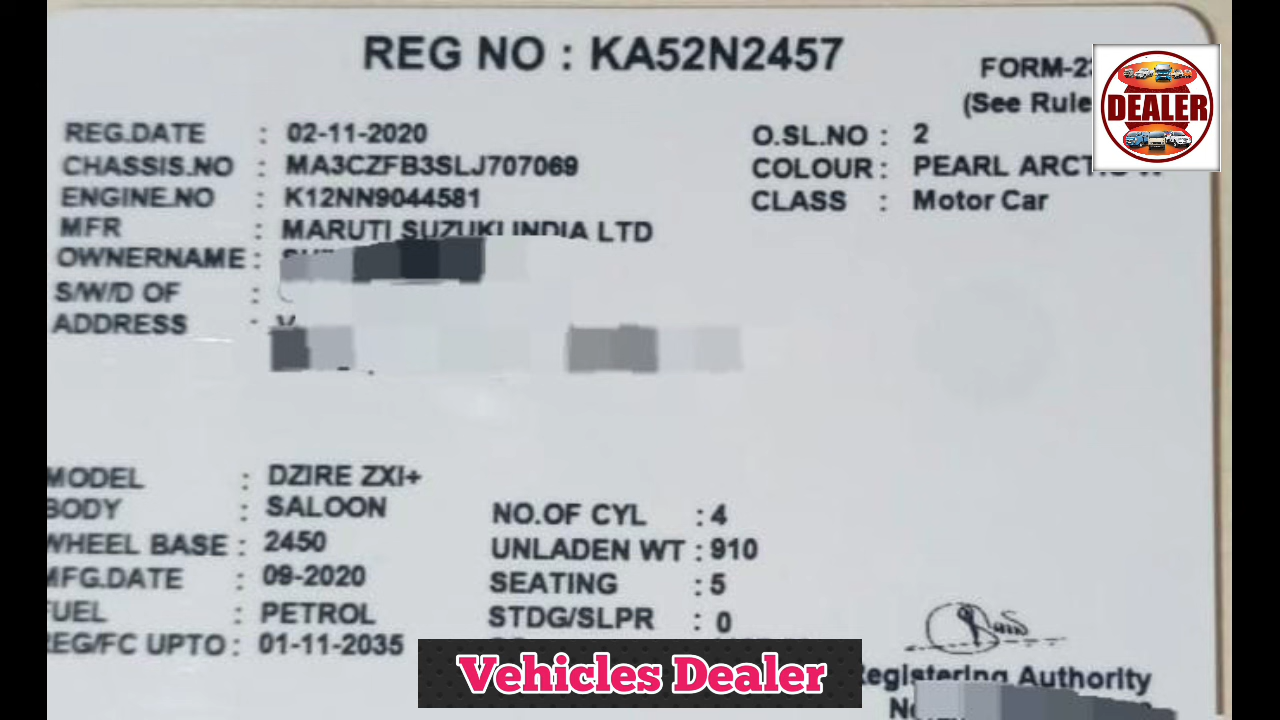 REG NO : KA52N2457
FORM-23
(See Rule
REG.DATE : 02-11-2020 O.SL.NO : 2
CHASSIS.NO : MA3CZFB3SLJ707069 COLOUR : PEARL
ENGINE.NO : K12NN9044581 CLASS : Motor Car
MFR : MARUTI SUZUKI INDIA LTD
OWNERNAME :
S/W/D OF :
ADDRESS :
DEALER
MODEL : DZIRE ZXI+
BODY : SALOON NO.OF CYL : 4
WHEEL BASE : 2450 UNLADEN WT : 910
MFG.DATE : 09-2020 SEATING : 5
FUEL : PETROL STDG/SLPR : 0
REG/FC UPTO : 01-11-2035
Vehicles Dealer
Registering Authority